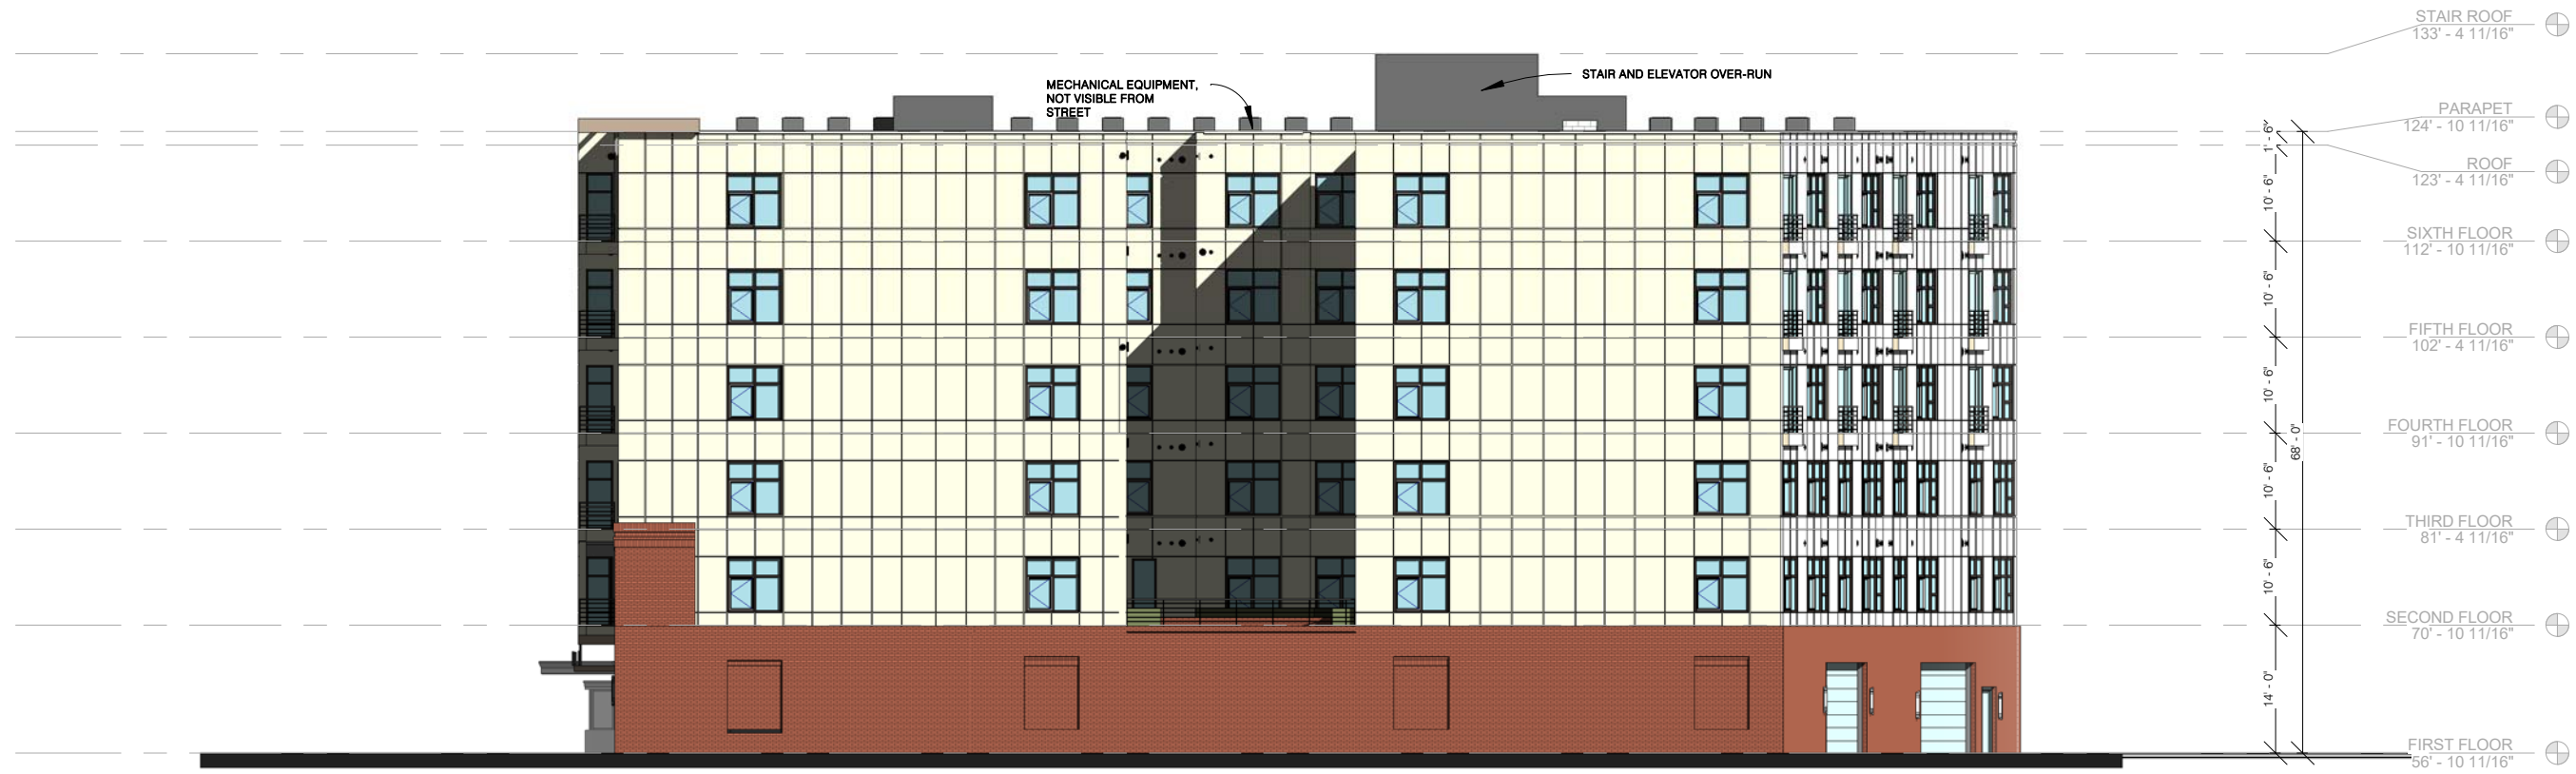 STAIR ROOF
133' - 4 11/16"
MECHANICAL EQUIPMENT,
NOT VISIBLE FROM
STREET
STAIR AND ELEVATOR OVER-RUN
PARAPET
124' - 10 11/16"
1' - 6"
ROOF
123' - 4 11/16"
10' - 6"
SIXTH FLOOR
112' - 10 11/16"
10' - 6"
FIFTH FLOOR
102' - 4 11/16"
10' - 6"
FOURTH FLOOR
91' - 10 11/16"
68' - 0"
10' - 6"
THIRD FLOOR
81' - 4 11/16"
10' - 6"
SECOND FLOOR
70' - 10 11/16"
14' - 0"
FIRST FLOOR
56' - 10 11/16"